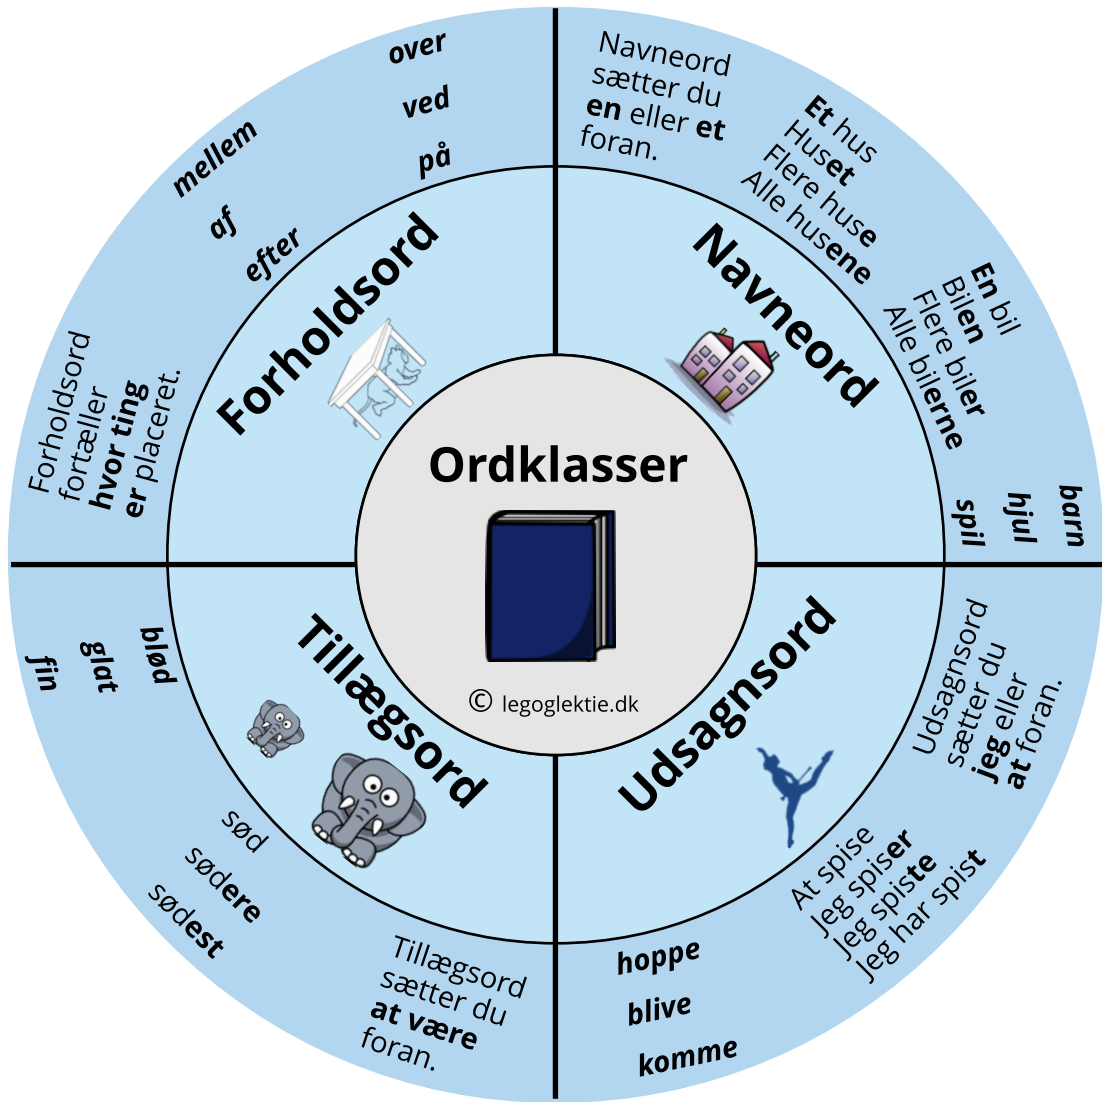 Ordklasser
© legoglektie.dk
Navneord
Navneord
sætter du
en eller et
foran.
Et hus
Huset
Flere huse
Alle husene
En bil
Bilen
Flere biler
Alle bilerne
barn
hjul
spil
Udsagnsord
Udsagnsord
sætter du
jeg eller
at foran.
At spise
Jeg spiser
Jeg spiste
Jeg har spist
hoppe
blive
komme
Tillægsord
Tillægsord
sætter du
at være
foran.
sød
sødere
sødest
blød
glat
fin
Forholdsord
Forholdsord
fortæller
hvor ting
er placeret.
mellem
af
efter
over
ved
på